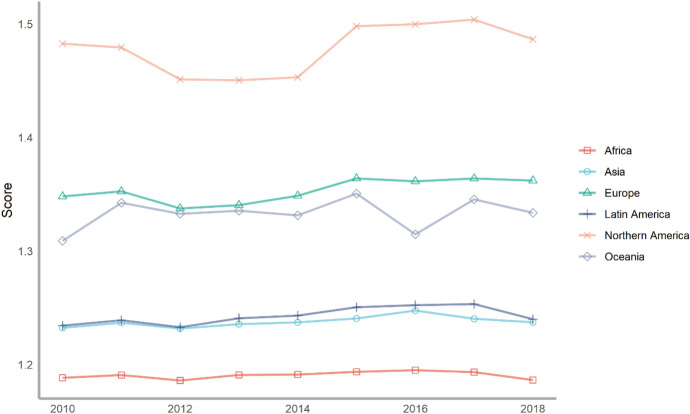 Score
1.5
1.4
1.3
1.2
2010
2012
2014
2016
2018
Africa
Asia
Europe
Latin America
Northern America
Oceania